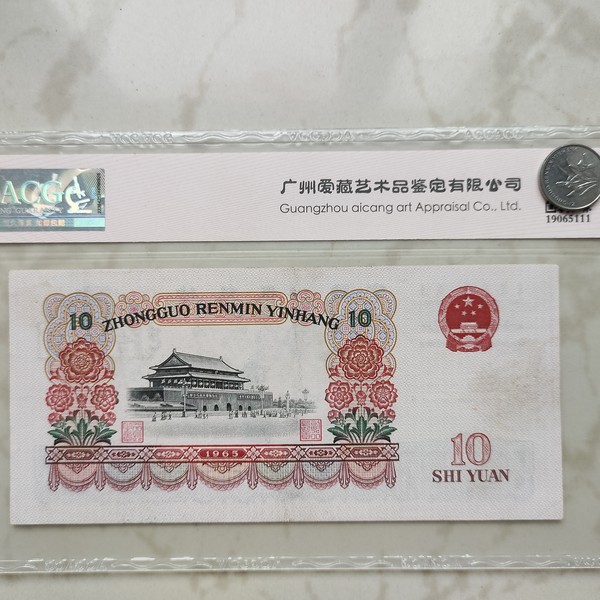 ACG
广州爱藏艺术品鉴定有限公司
Guangzhou aicang art Appraisal Co., Ltd.
19065111
10 ZHONGGUO RENMIN YINHANG 10
1965
10
SHI YUAN